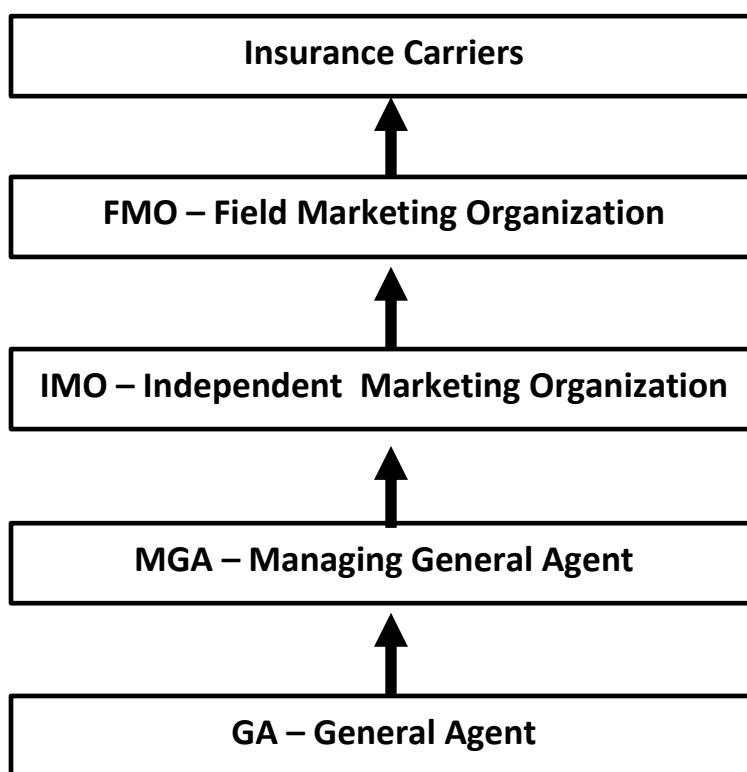 Insurance Carriers
FMO – Field Marketing Organization
IMO – Independent  Marketing Organization
MGA – Managing General Agent
GA – General Agent